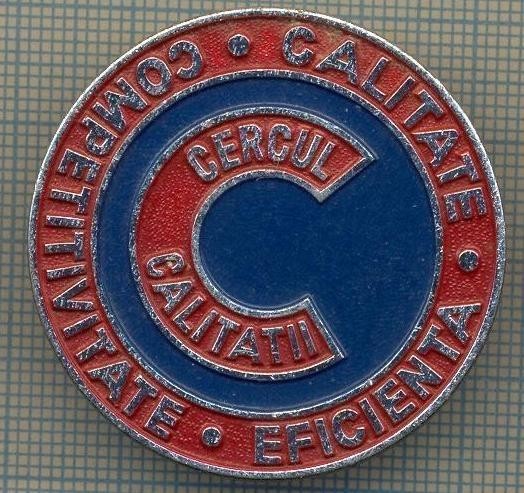 CALITATE • EFICIENTA • COMPETITIVITATE •
CERCUL
CALITATII